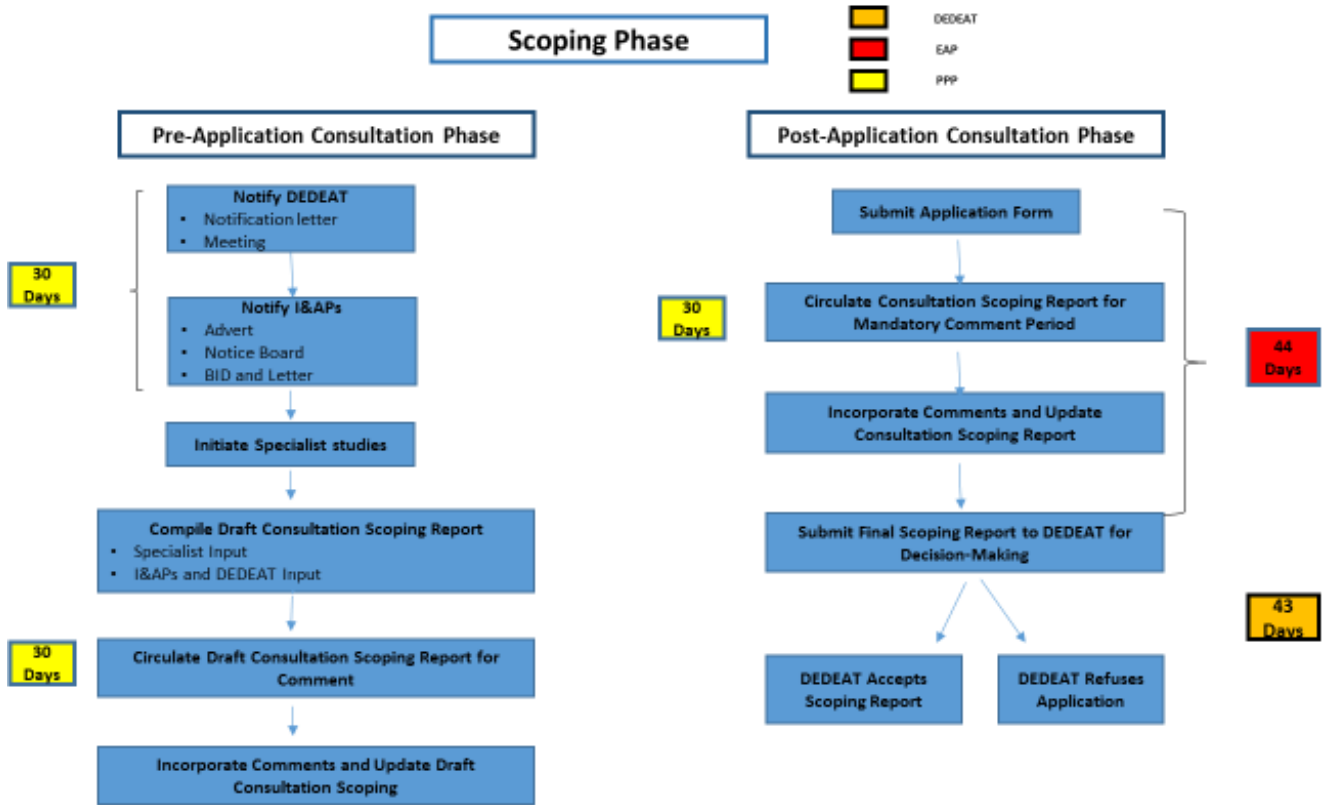 Scoping Phase
DEDEAT
EAP
PPP
Pre-Application Consultation Phase
Notify DEDEAT
• Notification letter
• Meeting
30
Days
Notify I&APs
• Advert
• Notice Board
• BID and Letter
Initiate Specialist studies
Compile Draft Consultation Scoping Report
• Specialist Input
• I&APs and DEDEAT Input
30
Days
Circulate Draft Consultation Scoping Report for
Comment
Incorporate Comments and Update Draft
Consultation Scoping
Post-Application Consultation Phase
Submit Application Form
30
Days
Circulate Consultation Scoping Report for
Mandatory Comment Period
44
Days
Incorporate Comments and Update
Consultation Scoping Report
Submit Final Scoping Report to DEDEAT for
Decision-Making
43
Days
DEDEAT Accepts
Scoping Report
DEDEAT Refuses
Application